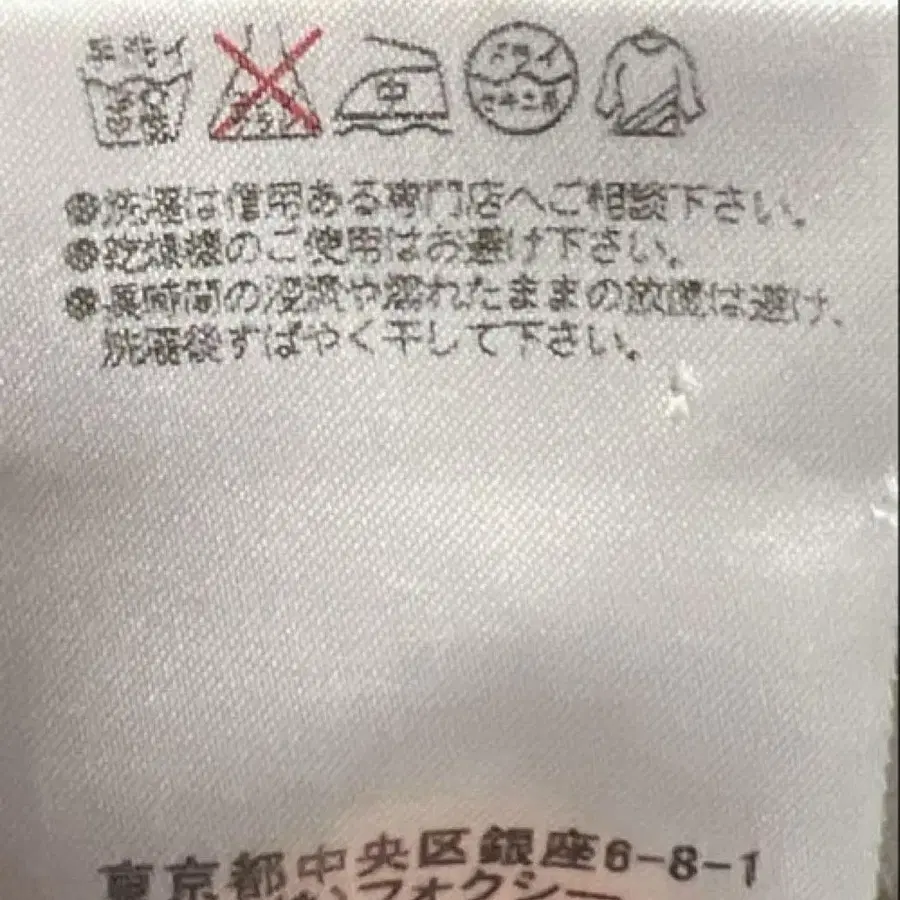 手洗イ 中 ドライ
セキユ系
●洗濯は信用ある専門店へご相談下さい。
●乾燥機のご使用はお避け下さい。
●長時間の浸漬や濡れたままの放置は避け、
洗濯後すばやく干して下さい。
東京都中央区銀座6-8-1
フォクシー